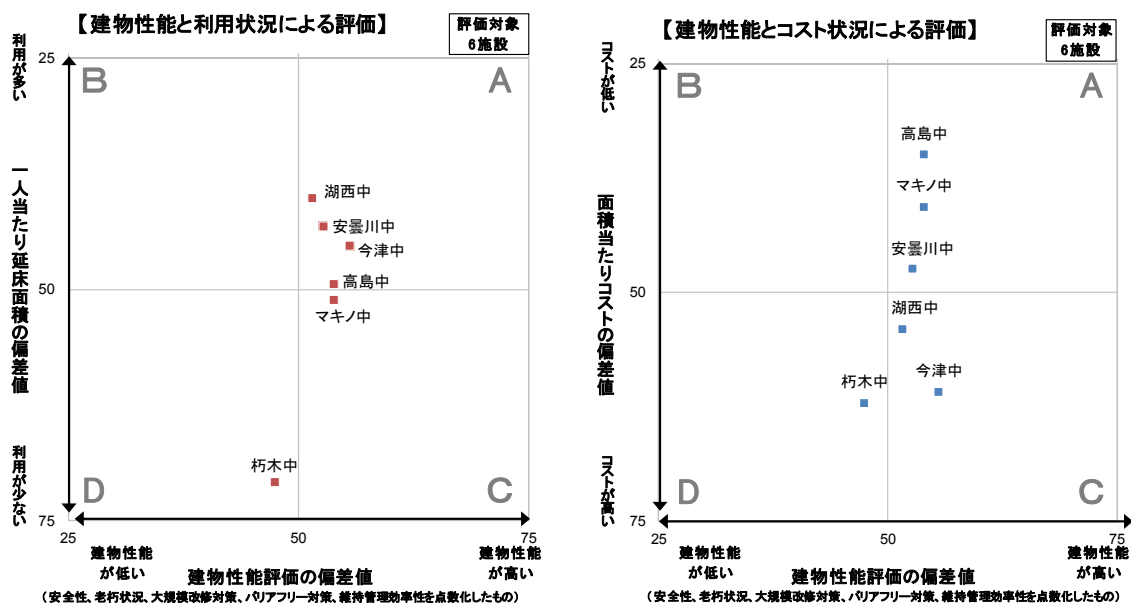 【建物性能と利用状況による評価】
評価対象
6施設
利用が多い
一人当たり延床面積の偏差値
利用が少ない
25
50
75
B
A
湖西中
安曇川中
今津中
高島中
マキノ中
朽木中
D
C
25
50
75
建物性能
が低い
建物性能評価の偏差値
建物性能
が高い
（安全性、老朽状況、大規模改修対策、バリアフリー対策、維持管理効率性を点数化したもの）
【建物性能とコスト状況による評価】
評価対象
6施設
コストが低い
面積当たりコストの偏差値
コストが高い
25
50
75
B
A
高島中
マキノ中
安曇川中
湖西中
今津中
朽木中
D
C
25
50
75
建物性能
が低い
建物性能評価の偏差値
建物性能
が高い
（安全性、老朽状況、大規模改修対策、バリアフリー対策、維持管理効率性を点数化したもの）